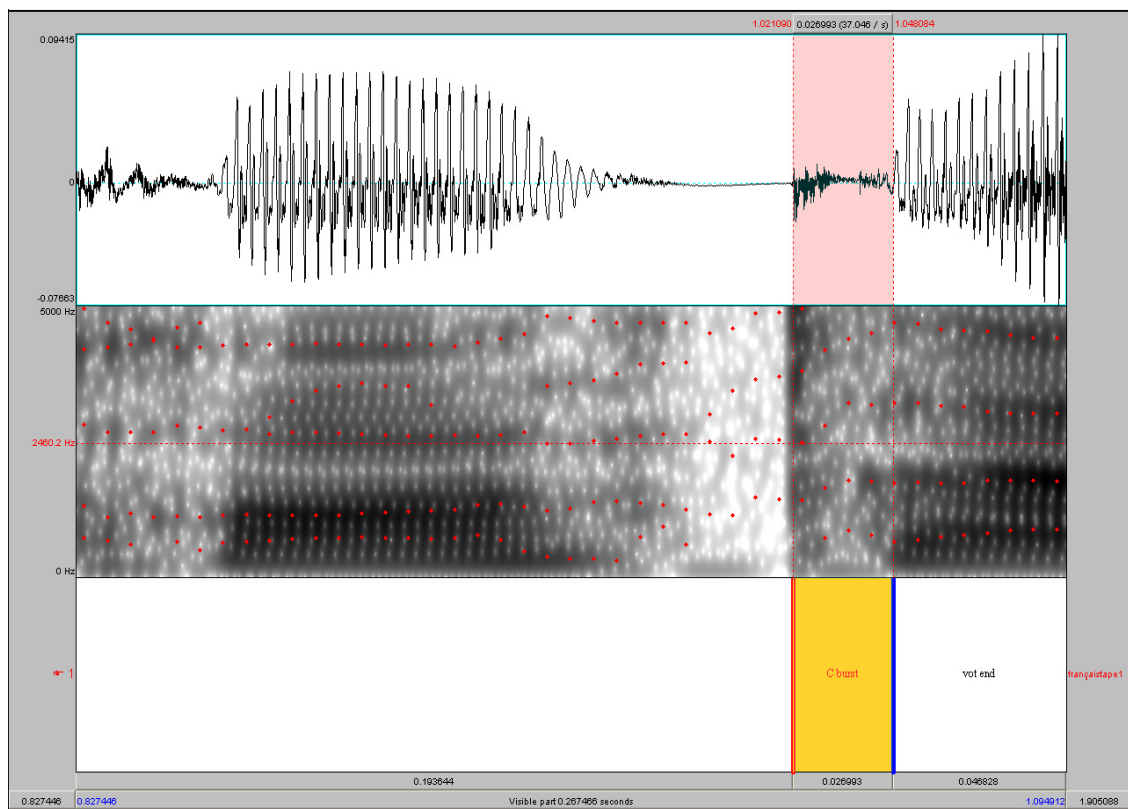 1.021090 0.026993 (37.046 / s) 1.048084
0.09415
0
-0.07663
5000 Hz
2460.2 Hz
0 Hz
1 C burst vot end françaistape1
0.193644 0.026993 0.046828
0.827446 0.827446 Visible part 0.267466 seconds 1.094912 1.905088